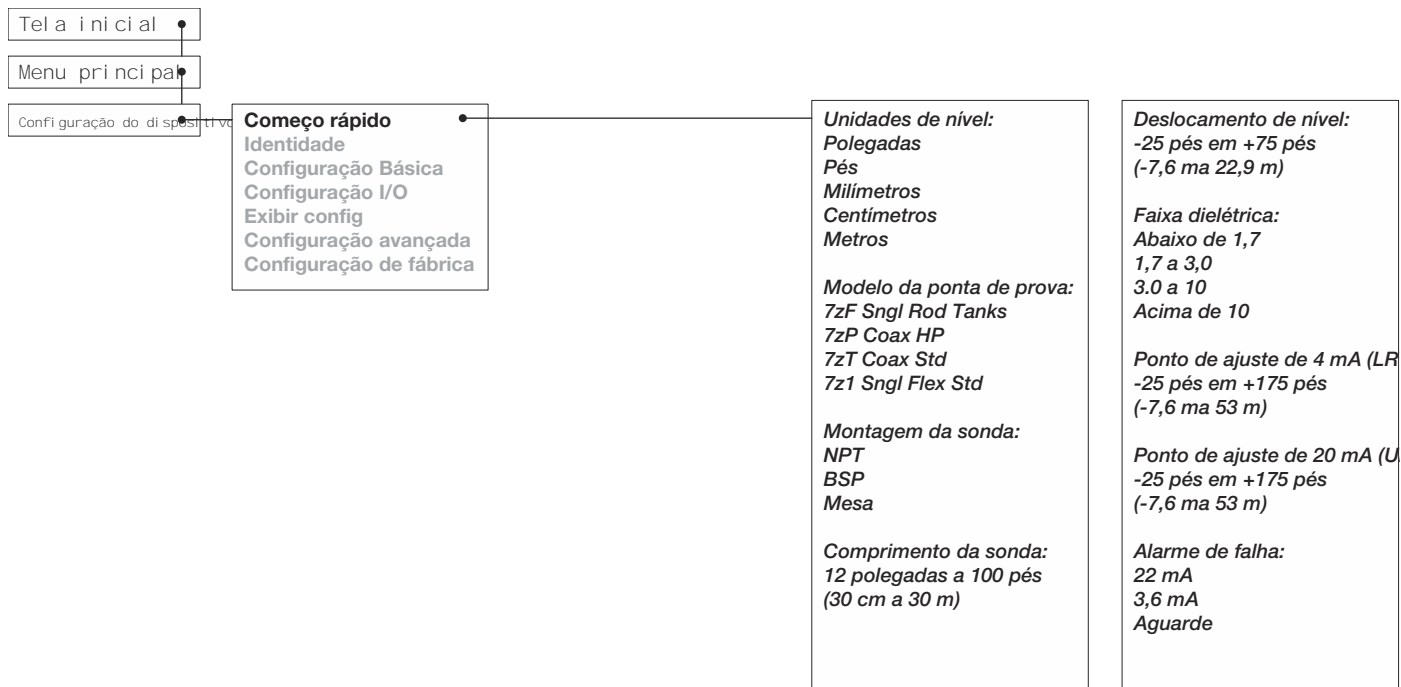 Tela inicial
Menu principal
Configuração do dispositivo
Começo rápido
Identidade
Configuração Básica
Configuração I/O
Exibir config
Configuração avançada
Configuração de fábrica
Unidades de nível:
Polegadas
Pés
Milímetros
Centímetros
Metros
Modelo da ponta de prova:
7zF Sngl Rod Tanks
7zP Coax HP
7zT Coax Std
7z1 Sngl Flex Std
Montagem da sonda:
NPT
BSP
Mesa
Comprimento da sonda:
12 polegadas a 100 pés
(30 cm a 30 m)
Deslocamento de nível:
-25 pés em +75 pés
(-7,6 ma 22,9 m)
Faixa dielétrica:
Abaixo de 1,7
1,7 a 3,0
3.0 a 10
Acima de 10
Ponto de ajuste de 4 mA (LR
-25 pés em +175 pés
(-7,6 ma 53 m)
Ponto de ajuste de 20 mA (U
-25 pés em +175 pés
(-7,6 ma 53 m)
Alarme de falha:
22 mA
3,6 mA
Aguarde